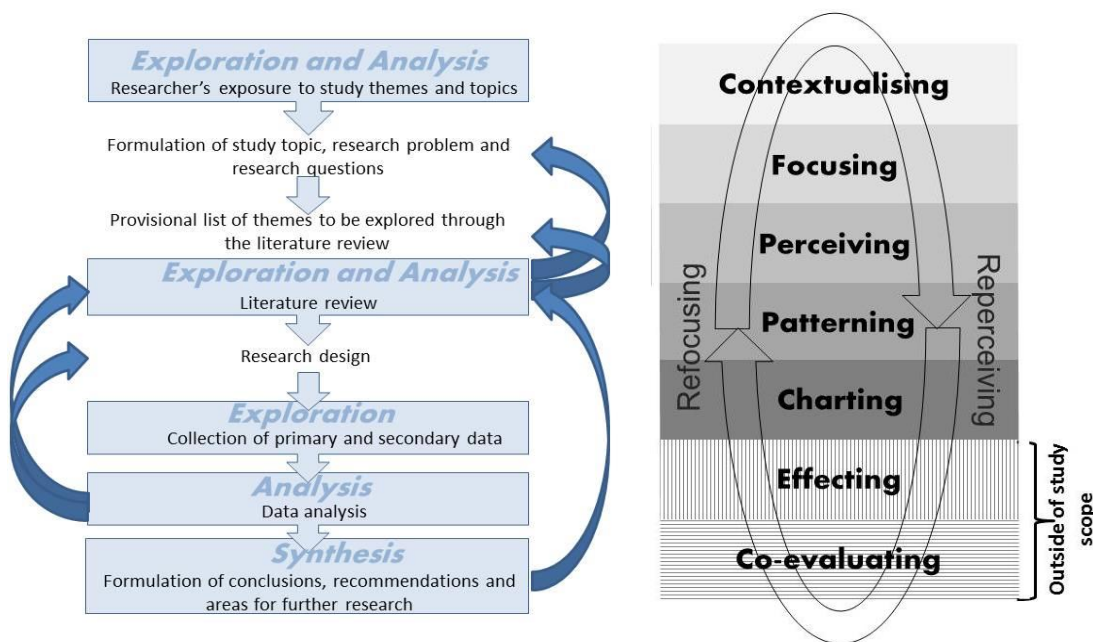 Exploration and Analysis
Researcher's exposure to study themes and topics
Formulation of study topic, research problem and
research questions
Provisional list of themes to be explored through
the literature review
Exploration and Analysis
Literature review
Research design
Exploration
Collection of primary and secondary data
Analysis
Data analysis
Synthesis
Formulation of conclusions, recommendations and
areas for further research
Contextualising
Focusing
Perceiving
Patterning
Charting
Effecting
Co-evaluating
Refocusing
Reperceiving
Outside of study
scope